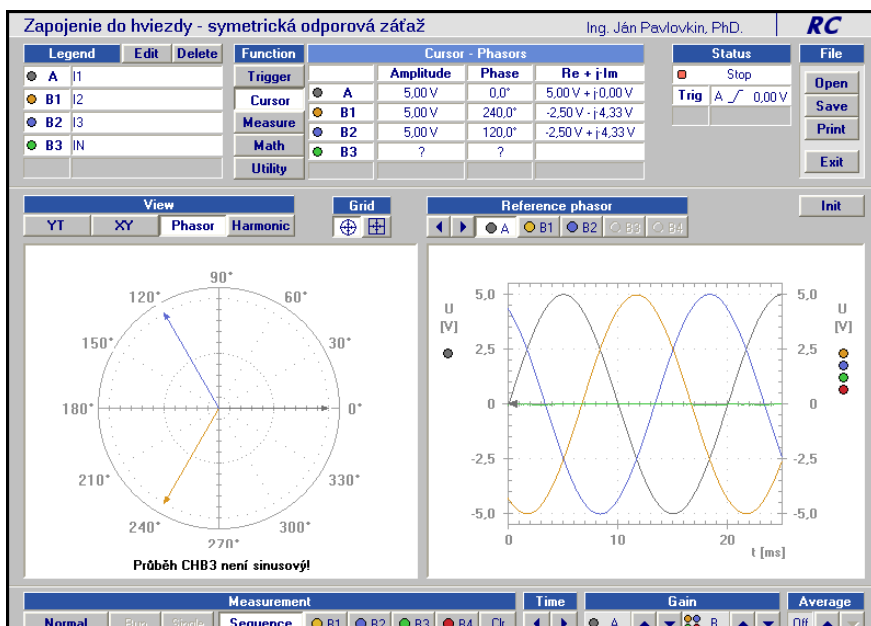 Zapojenie do hviezdy - symetrická odporová záťaž Ing. Ján Pavlovkin, PhD. RC
Legend Edit Delete
A I1
B1 I2
B2 I3
B3 IN
Function
Trigger
Cursor
Measure
Math
Utility
Cursor - Phasors
Amplitude Phase Re + j·Im
A 5,00 V 0,0° 5,00 V + j·0,00 V
B1 5,00 V 240,0° -2,50 V - j·4,33 V
B2 5,00 V 120,0° -2,50 V + j·4,33 V
B3 ? ?
Status
Stop
Trig A 0,00 V
File
Open
Save
Print
Exit
View
YT XY Phasor Harmonic
Grid
Reference phasor
A B1 B2 B3 B4
Init
90°
120° 60°
150° 30°
180° 0°
210° 330°
240° 300°
270°
Průběh CHB3 není sinusový!
U
[V]
5,0
2,5
0
-2,5
-5,0
U
[V]
5,0
2,5
0
-2,5
-5,0
0 10 20
t [ms]
Measurement
Normal Run Single Sequence B1 B2 B3 B4 Clr
Time
Gain
A B
Average
Off